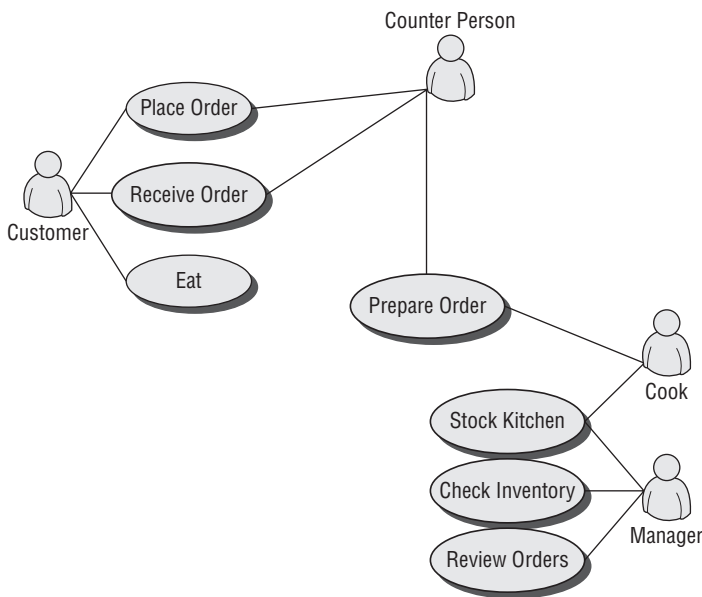 Counter Person
Place Order
Receive Order
Customer
Eat
Prepare Order
Cook
Stock Kitchen
Check Inventory
Manager
Review Orders